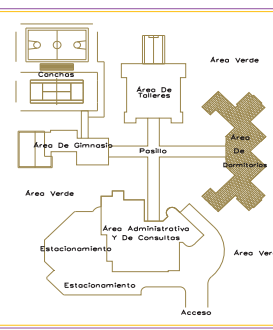 Área Verde
Canchas
Área De
Talleres
Área De Gimnasio
Pasillo
Área
De
Dormitorios
Área Verde
Área Administrativa
Y De Consultas
Estacionamiento
Área Ver
Estacionamiento
Acceso